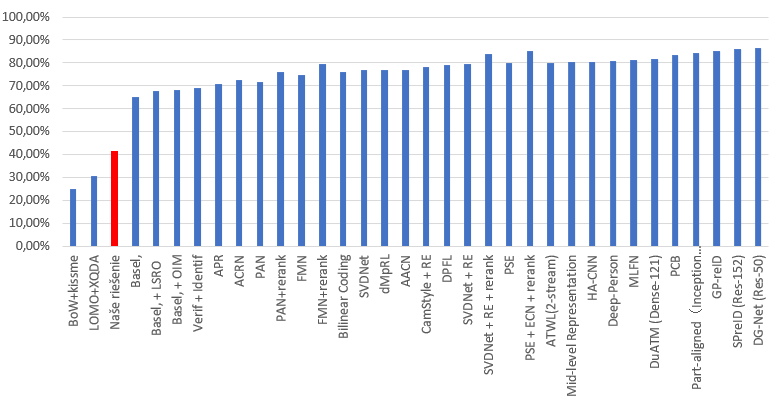 100,00%
90,00%
80,00%
70,00%
60,00%
50,00%
40,00%
30,00%
20,00%
10,00%
0,00%
BoW+kissme
LOMO+XQDA
Naše riešenie
Basel,
Basel, + LSRO
Basel, + OIM
Verif + Identif
APR
ACRN
PAN
PAN+rerank
FMN
FMN+rerank
Bilinear Coding
SVDNet
dMpRL
AACN
CamStyle + RE
DPFL
SVDNet + RE
SVDNet + RE + rerank
PSE
PSE + ECN + rerank
ATWL(2-stream)
Mid-level Representation
HA-CNN
Deep-Person
MLFN
DuATM (Dense-121)
PCB
Part-aligned（Inception…
GP-reID
SPreID (Res-152)
DG-Net (Res-50)